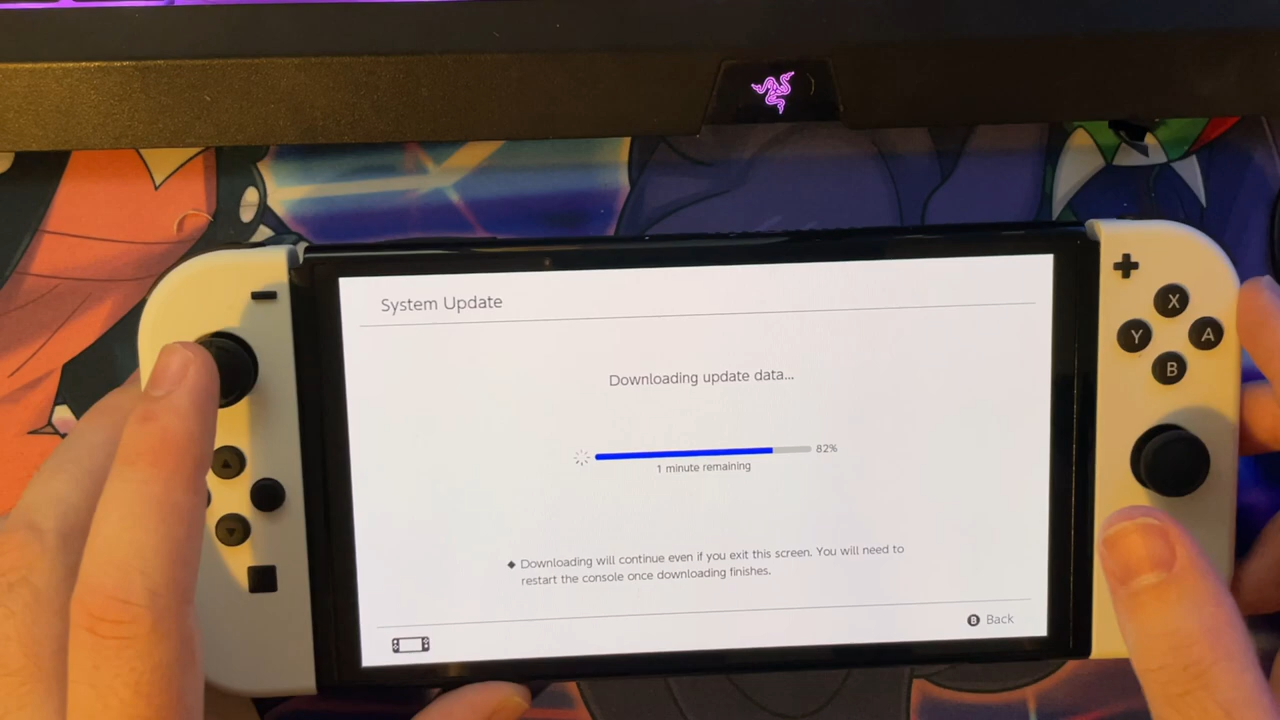 System Update
Downloading update data...
82%
1 minute remaining
◆ Downloading will continue even if you exit this screen. You will need to
restart the console once downloading finishes.
B Back
X
Y
A
B